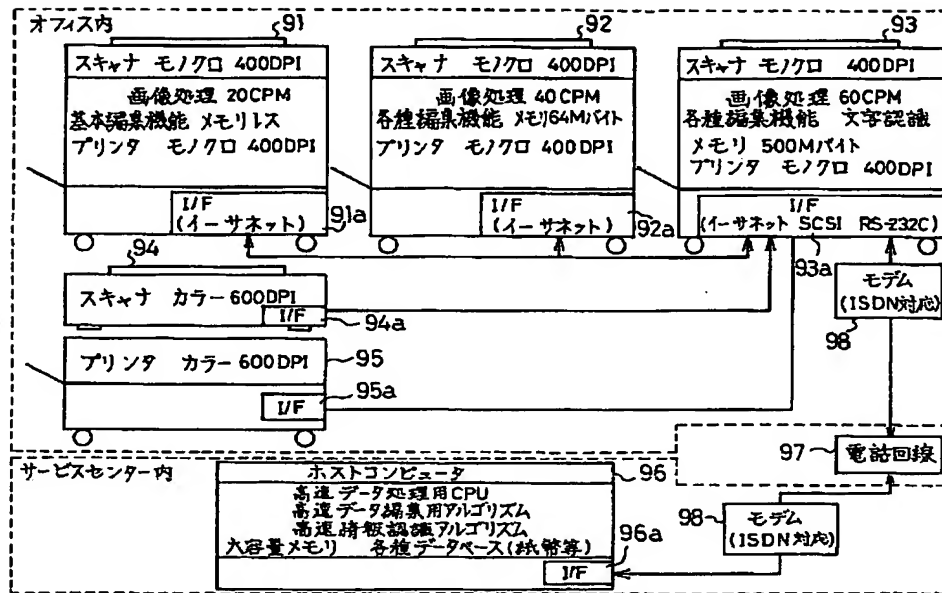 オフィス内
91
スキャナ モノクロ 400DPI
画像処理 20CPM
基本編集機能 メモリレス
プリンタ モノクロ 400DPI
I/F
(イーサネット)
91a
92
スキャナ モノクロ 400DPI
画像処理 40CPM
各種編集機能 メモリ64Mバイト
プリンタ モノクロ 400DPI
I/F
(イーサネット)
92a
93
スキャナ モノクロ 400DPI
画像処理 60CPM
各種編集機能 文字認識
メモリ 500Mバイト
プリンタ モノクロ 400DPI
I/F
(イーサネット SCSI RS-232C)
93a
94
スキャナ カラー 600DPI
I/F
94a
モデム
(ISDN対応)
98
プリンタ カラー 600DPI
95
I/F
95a
97
電話回線
サービスセンター内
ホストコンピュータ
96
高速データ処理用CPU
高速データ編集用アルゴリズム
高速情報認識アルゴリズム
大容量メモリ 各種データベース(紙幣等)
I/F
96a
98
モデム
(ISDN対応)